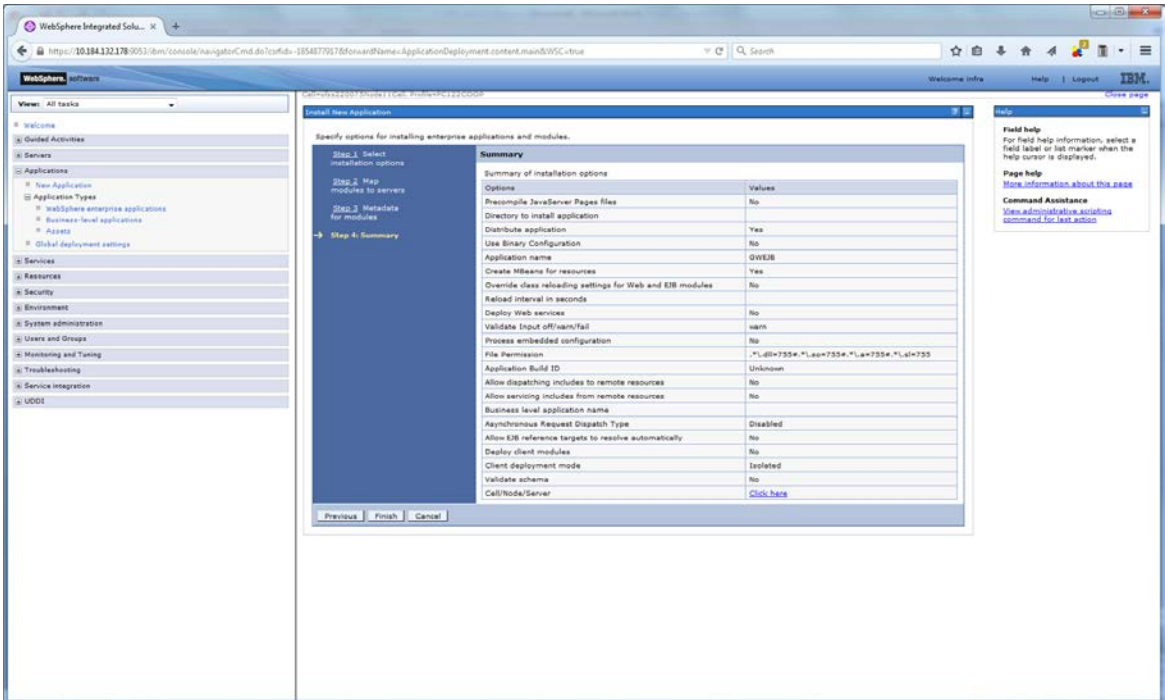 WebSphere Integrated Solu... × +
https://10.184.132.178:9053/ibm/console/navigatorCmd.do?csrfid=-1854877917&forwardName=ApplicationDeployment.content.main&WSC=true
Search
WebSphere. software
Welcome infra Help | Logout IBM.
View: All tasks
Close page
Welcome
Guided Activities
Servers
Applications
New Application
Application Types
WebSphere enterprise applications
Business-level applications
Assets
Global deployment settings
Services
Resources
Security
Environment
System administration
Users and Groups
Monitoring and Tuning
Troubleshooting
Service integration
UDDI
Install New Application ? -
Specify options for installing enterprise applications and modules.
Step 1 Select
installation options
Step 2 Map
modules to servers
Step 3 Metadata
for modules
Step 4: Summary
Summary
Summary of installation options
Options Values
Precompile JavaServer Pages files No
Directory to install application
Distribute application Yes
Use Binary Configuration No
Application name GWEJB
Create MBeans for resources Yes
Override class reloading settings for Web and EJB modules No
Reload interval in seconds
Deploy Web services No
Validate Input off/warn/fail warn
Process embedded configuration No
File Permission .*\.dll=755#.*\.so=755#.*\.a=755#.*\.sl=755
Application Build ID Unknown
Allow dispatching includes to remote resources No
Allow servicing includes from remote resources No
Business level application name
Asynchronous Request Dispatch Type Disabled
Allow EJB reference targets to resolve automatically No
Deploy client modules No
Client deployment mode Isolated
Validate schema No
Cell/Node/Server Click here
Previous Finish Cancel
Help
Field help
For field help information, select a
field label or list marker when the
help cursor is displayed.
Page help
More information about this page
Command Assistance
View administrative scripting
command for last action